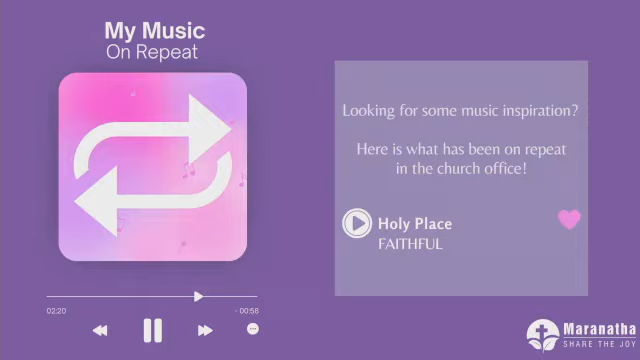 My Music
On Repeat
Looking for some music inspiration?
Here is what has been on repeat
in the church office!
Holy Place
FAITHFUL
02:20
- 00:58
Maranatha
SHARE THE JOY